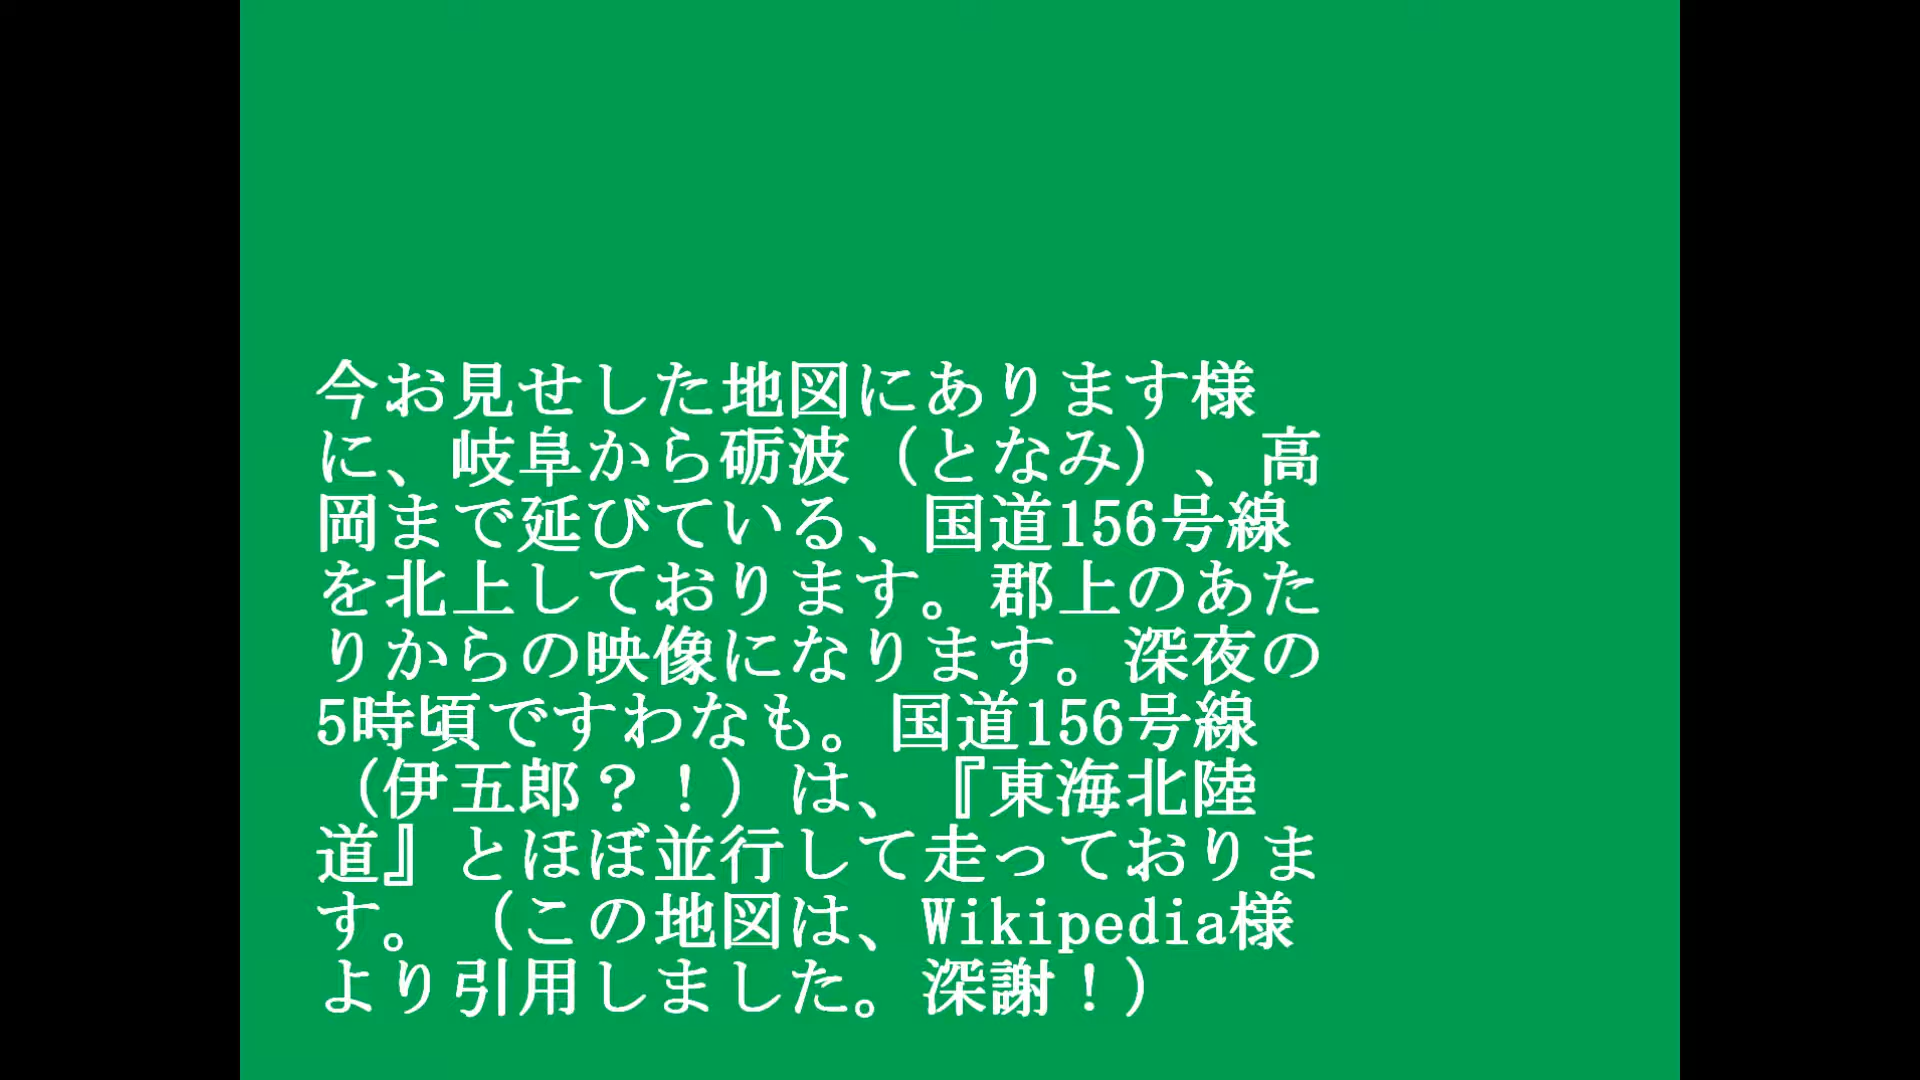 今お見せした地図にあります様
に、岐阜から砺波（となみ）、高
岡まで延びている、国道156号線
を北上しております。郡上のあた
りからの映像になります。深夜の
5時頃ですわなも。国道156号線
（伊五郎？！）は、『東海北陸
道』とほぼ並行して走っておりま
す。（この地図は、Wikipedia様
より引用しました。深謝！）